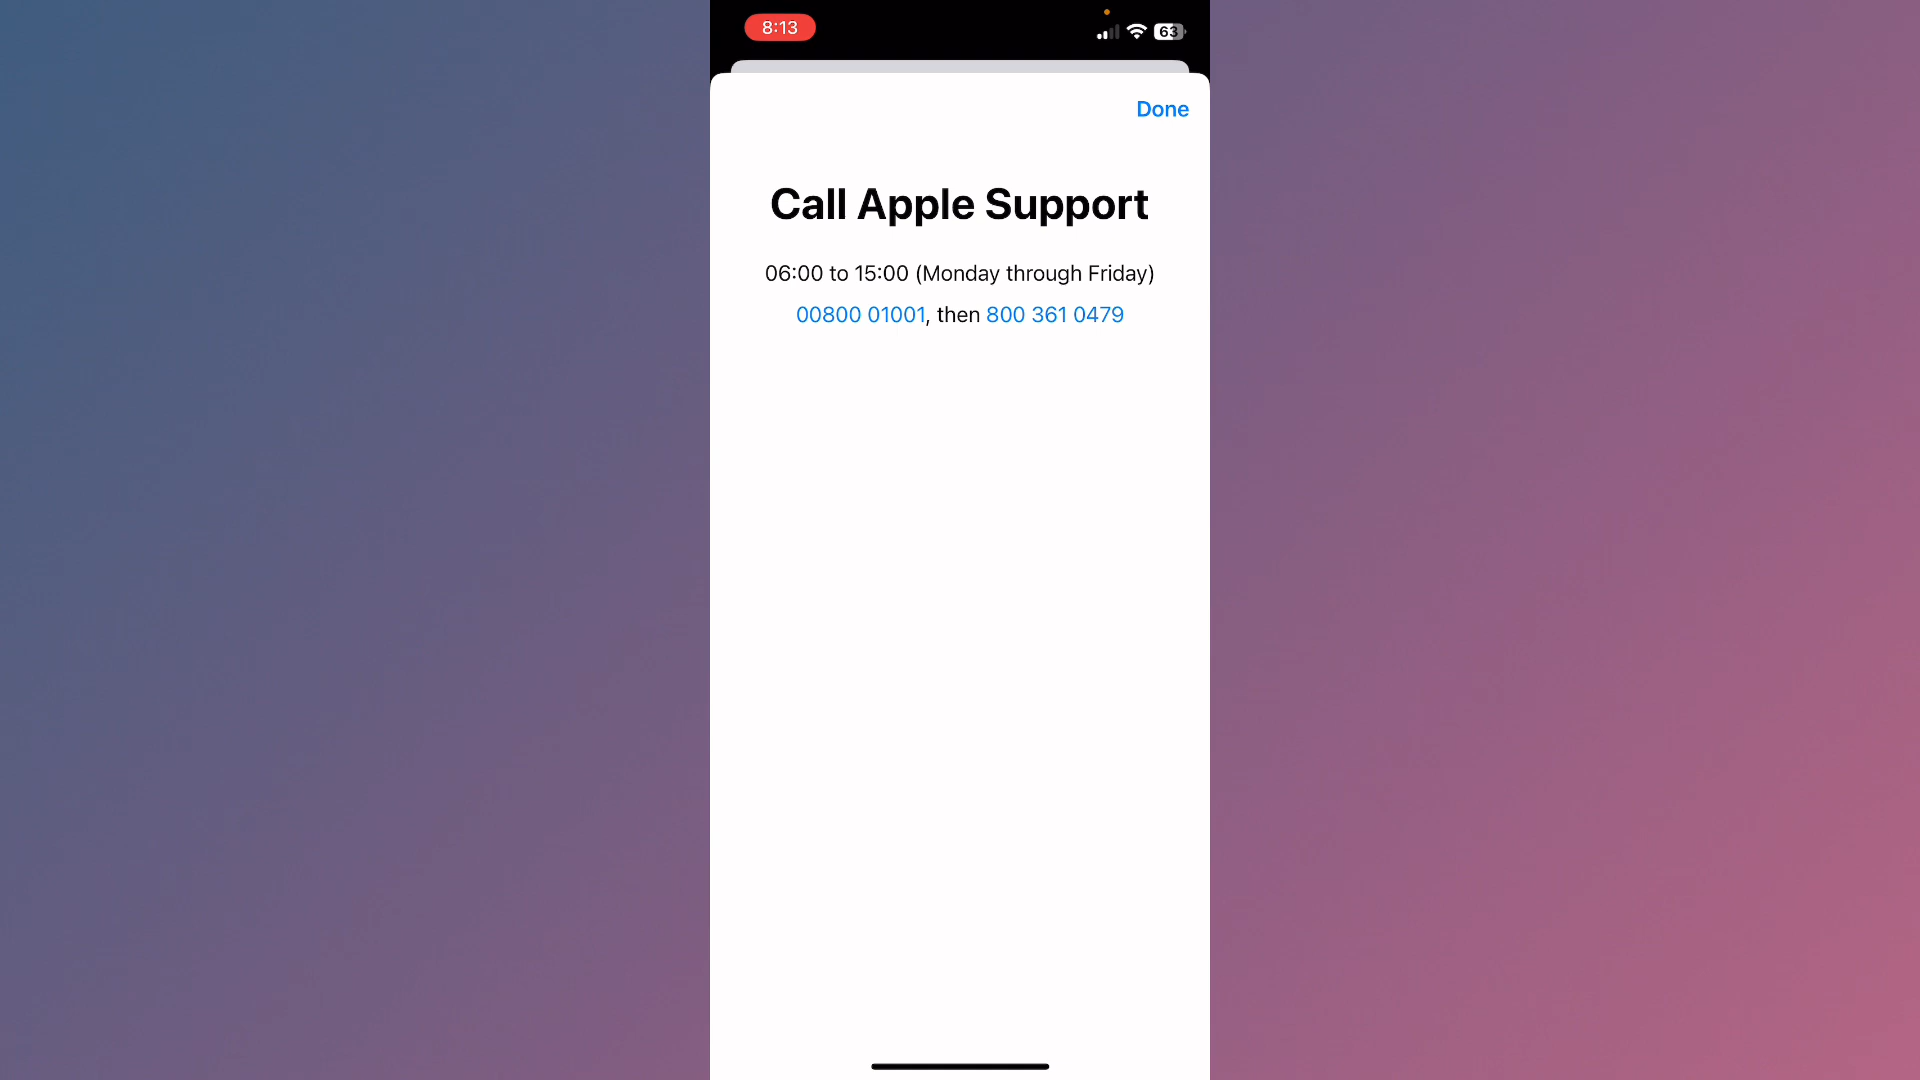 8:13
63
Done
Call Apple Support
06:00 to 15:00 (Monday through Friday)
00800 01001, then 800 361 0479